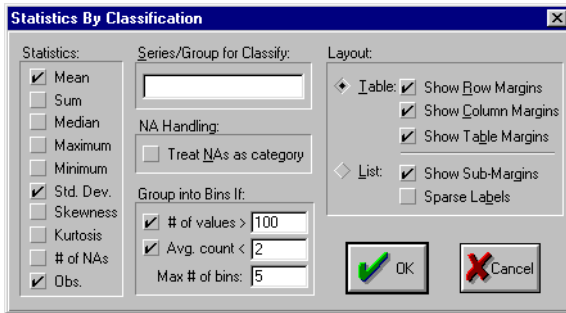 Statistics By Classification
Statistics:
Mean
Sum
Median
Maximum
Minimum
Std. Dev.
Skewness
Kurtosis
# of NAs
Obs.
Series/Group for Classify:
NA Handling:
Treat NAs as category
Group into Bins If:
# of values > 100
Avg. count < 2
Max # of bins: 5
Layout:
Table: Show Row Margins
Show Column Margins
Show Table Margins
List: Show Sub-Margins
Sparse Labels
OK
Cancel